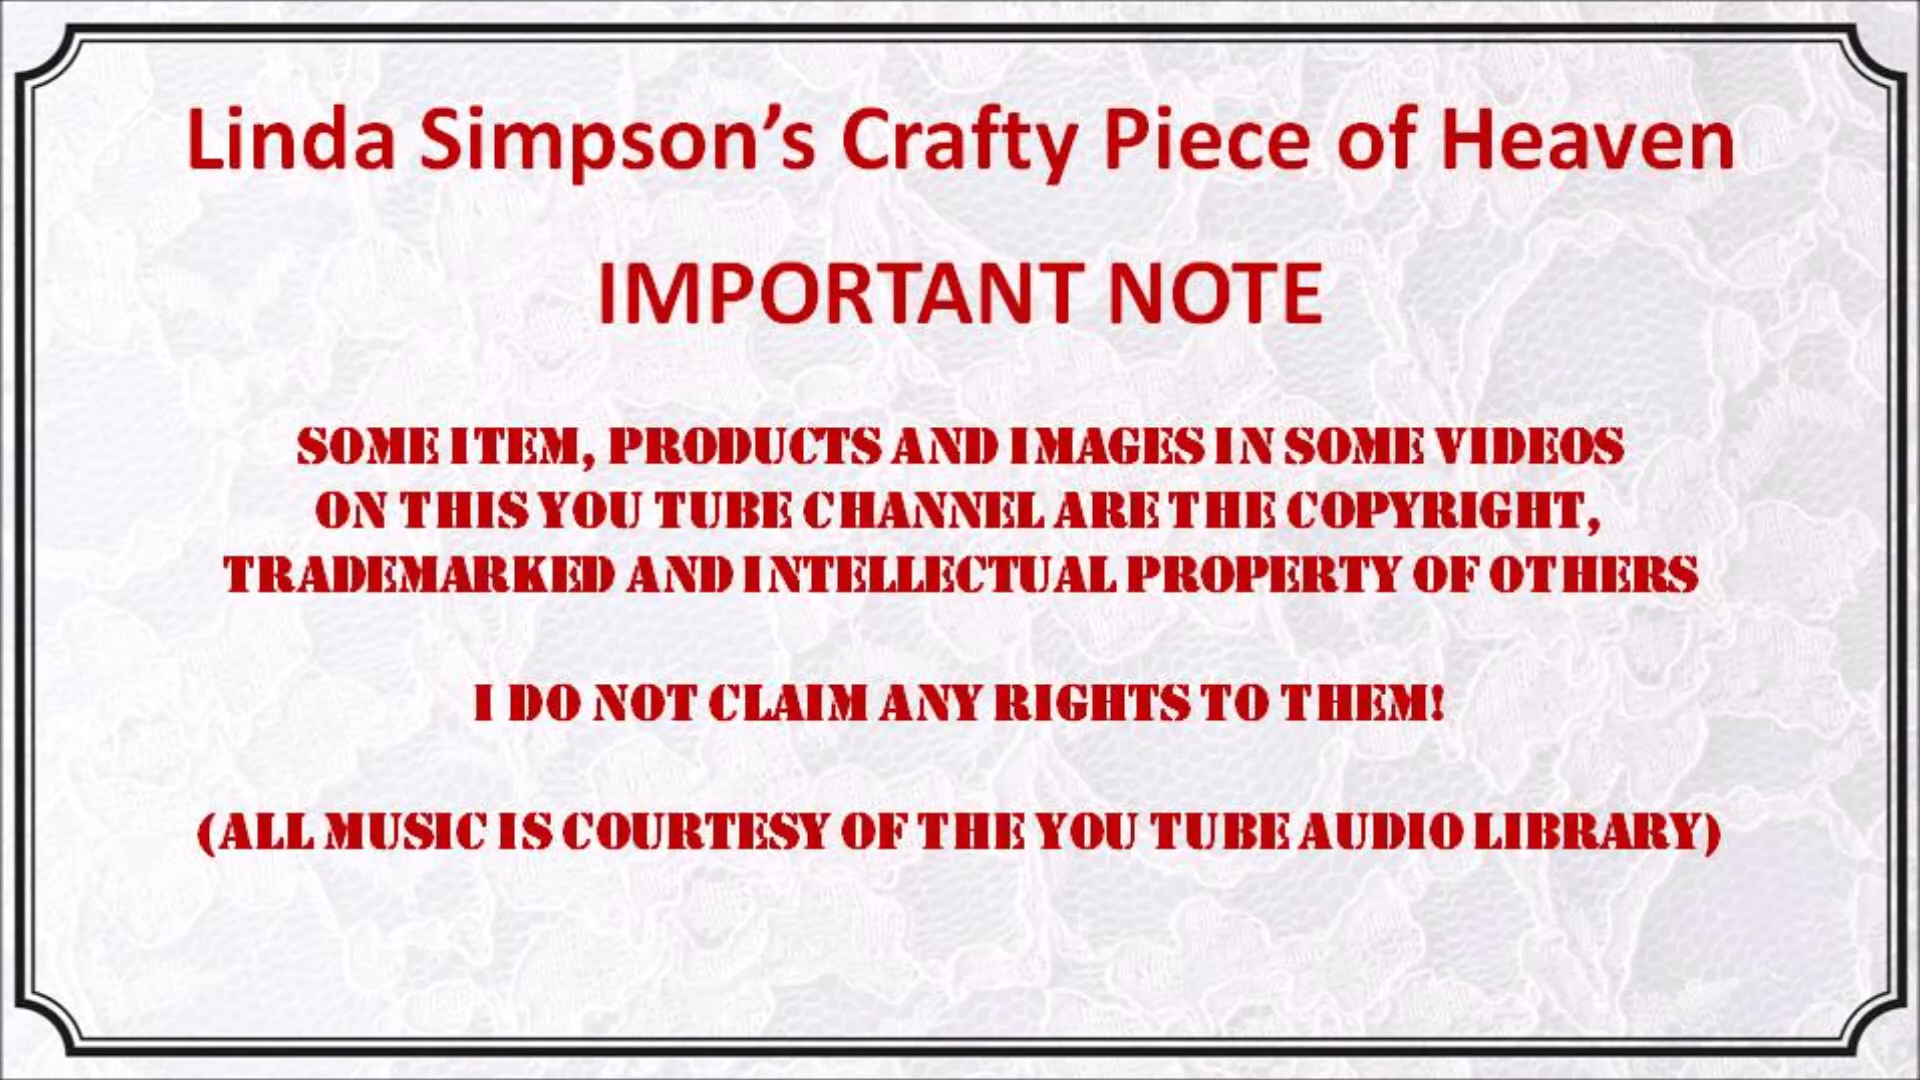 Linda Simpson's Crafty Piece of Heaven
IMPORTANT NOTE
SOME ITEM, PRODUCTS AND IMAGES IN SOME VIDEOS
ON THIS YOU TUBE CHANNEL ARE THE COPYRIGHT,
TRADEMARKED AND INTELLECTUAL PROPERTY OF OTHERS
I DO NOT CLAIM ANY RIGHTS TO THEM!
(ALL MUSIC IS COURTESY OF THE YOU TUBE AUDIO LIBRARY)